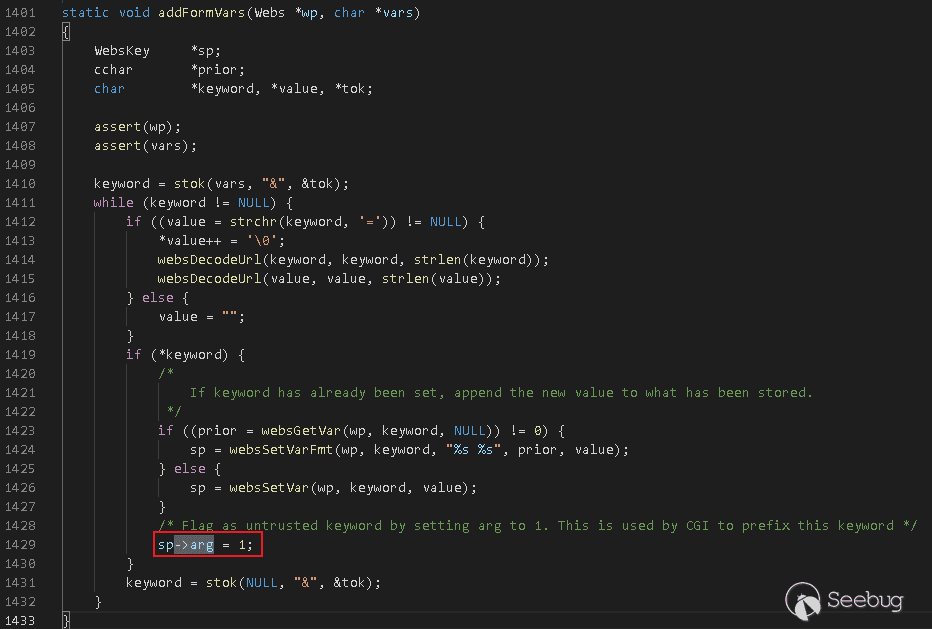 1401 static void addFormVars(Webs *wp, char *vars)
1402 {
1403     WebsKey     *sp;
1404     cchar       *prior;
1405     char        *keyword, *value, *tok;
1406
1407     assert(wp);
1408     assert(vars);
1409
1410     keyword = stok(vars, "&", &tok);
1411     while (keyword != NULL) {
1412         if ((value = strchr(keyword, '=')) != NULL) {
1413             *value++ = '\0';
1414             websDecodeUrl(keyword, keyword, strlen(keyword));
1415             websDecodeUrl(value, value, strlen(value));
1416         } else {
1417             value = "";
1418         }
1419         if (*keyword) {
1420             /*
1421                 If keyword has already been set, append the new value to what has been stored.
1422              */
1423             if ((prior = websGetVar(wp, keyword, NULL)) != 0) {
1424                 sp = websSetVarFmt(wp, keyword, "%s %s", prior, value);
1425             } else {
1426                 sp = websSetVar(wp, keyword, value);
1427             }
1428             /* Flag as untrusted keyword by setting arg to 1. This is used by CGI to prefix this keyword */
1429             sp->arg = 1;
1430         }
1431         keyword = stok(NULL, "&", &tok);
1432     }
1433 }
Seebug